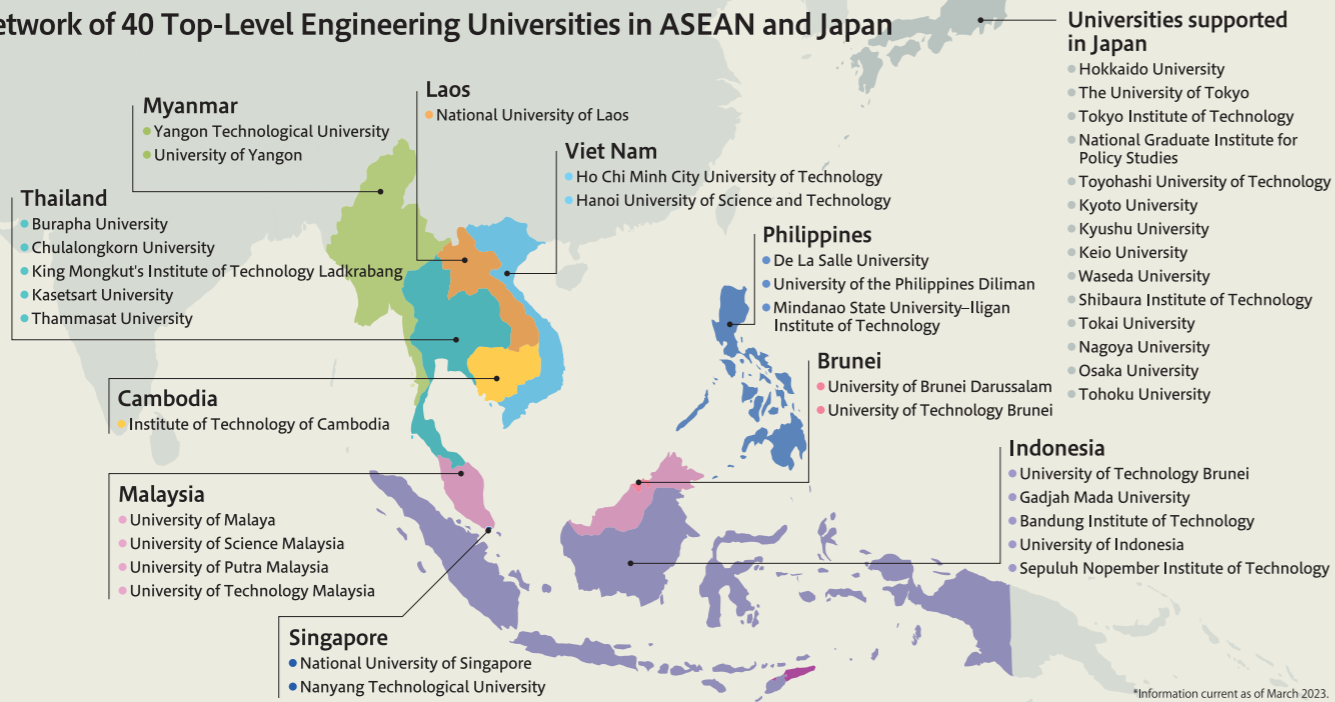 etwork of 40 Top-Level Engineering Universities in ASEAN and Japan
Universities supported
in Japan
Hokkaido University
The University of Tokyo
Tokyo Institute of Technology
National Graduate Institute for
Policy Studies
Toyohashi University of Technology
Kyoto University
Kyushu University
Keio University
Waseda University
Shibaura Institute of Technology
Tokai University
Nagoya University
Osaka University
Tohoku University
Myanmar
Yangon Technological University
University of Yangon
Laos
National University of Laos
Viet Nam
Ho Chi Minh City University of Technology
Hanoi University of Science and Technology
Thailand
Burapha University
Chulalongkorn University
King Mongkut's Institute of Technology Ladkrabang
Kasetsart University
Thammasat University
Philippines
De La Salle University
University of the Philippines Diliman
Mindanao State University–Iligan
Institute of Technology
Brunei
University of Brunei Darussalam
University of Technology Brunei
Cambodia
Institute of Technology of Cambodia
Indonesia
University of Technology Brunei
Gadjah Mada University
Bandung Institute of Technology
University of Indonesia
Sepuluh Nopember Institute of Technology
Malaysia
University of Malaya
University of Science Malaysia
University of Putra Malaysia
University of Technology Malaysia
Singapore
National University of Singapore
Nanyang Technological University
*Information current as of March 2023.